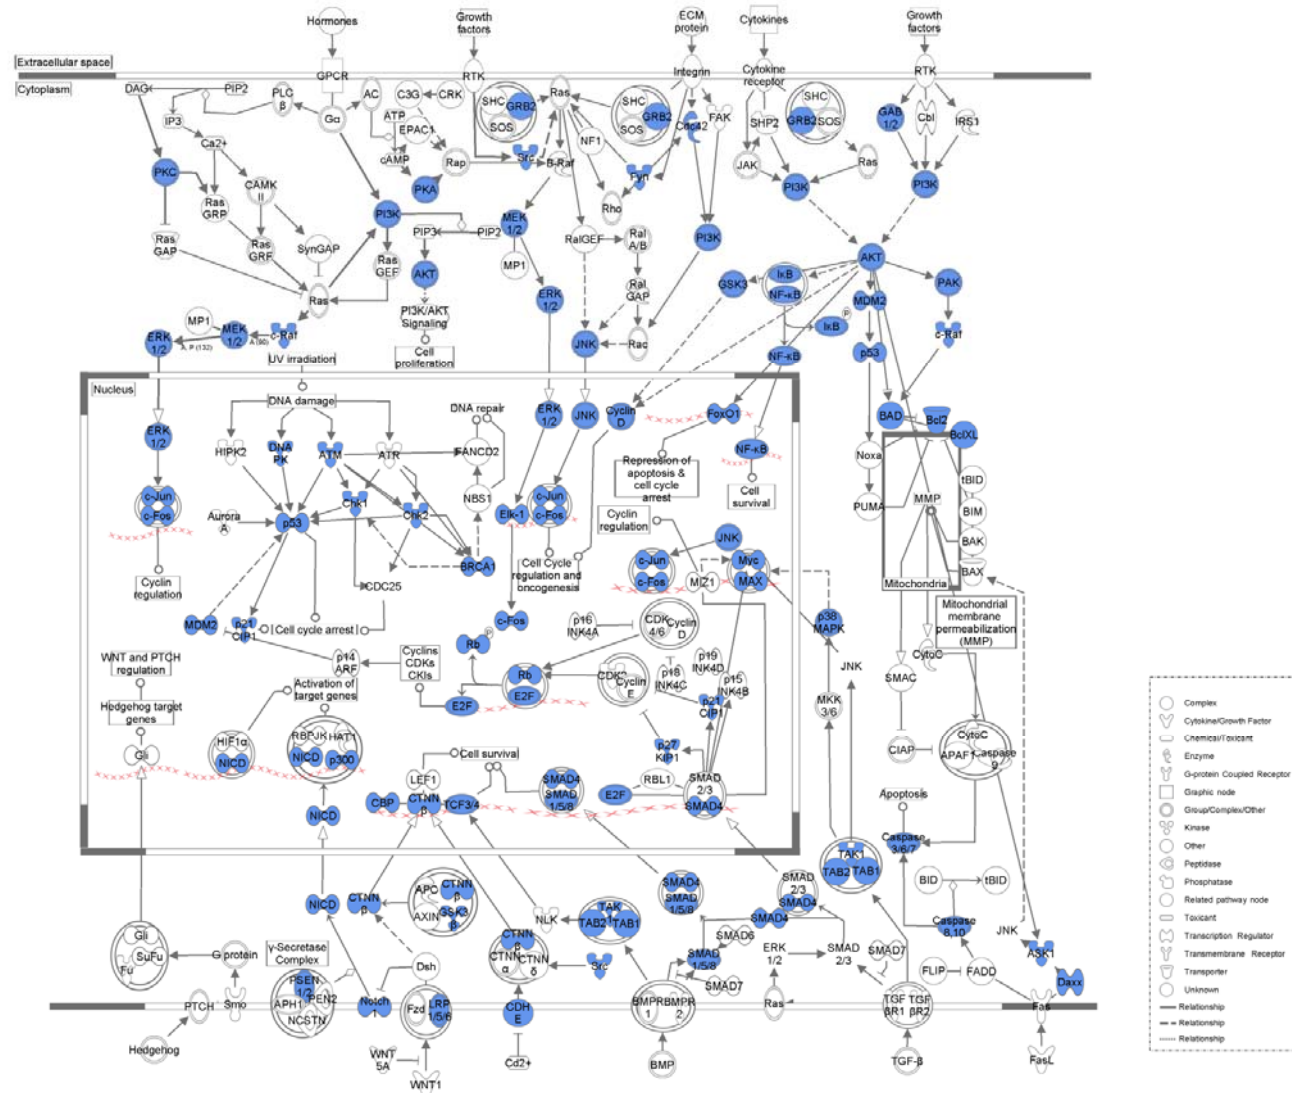 Hormones
Growth
factors
ECM
protein
Cytokines
Growth
factors
Extracellular space
Cytoplasm
GPCR
RTK
Integrin
Cytokine
receptor
RTK
DAG
PIP2
PLC
β
Gα
AC
C3G
CRK
ATP
EPAC1
cAMP
IP3
Ca2+
SHC
GRB2
SOS
Ras
SHC
GRB2
SOS
Cdc42
FAK
NF1
SHP2
SHC
GRB2
SOS
JAK
Ras
GAB
1/2
Cbl
IRS1
PKC
CAMK
II
Ras
GRP
Rap
PKA
Src
B-Raf
Fyn
Rho
PI3K
PI3K
PI3K
Ras
GAP
Ras
GRF
SynGAP
PIP3
PIP2
MEK
1/2
MP1
RalGEF
Ral
A/B
PI3K
Ras
GEF
AKT
Ral
GAP
GSK3
IκB
NF-κB
AKT
PAK
MDM2
Ras
PI3K/AKT
Signaling
ERK
1/2
IκB
P
c-Raf
MP1
MEK
1/2
c-Raf
ERK
1/2
A, P (132)
A (90)
Cell
proliferation
JNK
Rac
NF-κB
p53
UV irradiation
Nucleus
DNA damage
DNA repair
ERK
1/2
JNK
Cyclin
D
FoxO1
BAD
Bcl2
BclXL
ERK
1/2
HIPK2
DNA
PK
ATM
ATR
FANCD2
NF-κB
Noxa
Repression of
apoptosis &
cell cycle
arrest
Cell
survival
tBID
c-Jun
c-Fos
Aurora
A
p53
Chk1
Chk2
NBS1
Elk-1
c-Jun
c-Fos
Cyclin
regulation
PUMA
MMP
BIM
BAK
BAX
JNK
Cyclin
regulation
BRCA1
CDC25
Cell Cycle
regulation and
oncogenesis
c-Jun
c-Fos
MIZ1
Myc
MAX
Mitochondria
Mitochondrial
membrane
permeabilization
(MMP)
MDM2
p21
CIP1
Cell cycle arrest
c-Fos
p16
INK4A
CDK
4/6
Cyclin
D
p38
MAPK
Rb
P
WNT and PTCH
regulation
p14
ARF
Cyclins
CDKs
CKIs
Rb
E2F
E2F
Cyclin
E
p18
INK4C
p19
INK4D
p15
INK4B
p21
CIP1
JNK
CytoC
SMAC
Activation of
target genes
Hedgehog target
genes
MKK
3/6
Gli
HIF1α
NICD
RBPJK
HAT1
NICD
p300
Cell survival
p27
KIP1
CIAP
CytoC
APAF1
Caspase
9
LEF1
CBP
CTNN
β
TCF3/4
SMAD4
SMAD
1/5/8
E2F
RBL1
SMAD
2/3
SMAD4
Apoptosis
NICD
Caspase
3/6/7
TAK1
TAB2
TAB1
NICD
CTNN
β
APC
CTNN
β
AXIN
GSK3
β
NLK
TAK
1
TAB2
TAB1
SMAD4
SMAD
1/5/8
SMAD
2/3
SMAD4
SMAD4
BID
tBID
Caspase
8,10
JNK
ASK1
Gli
SuFu
Fu
G protein
γ-Secretase
Complex
PSEN
1/2
APH1
PEN2
NCSTN
Dsh
CTNN
β
CTNN
α
CTNN
δ
Src
SMAD
1/5/8
SMAD6
SMAD7
ERK
1/2
SMAD
2/3
SMAD7
FLIP
FADD
Daxx
PTCH
Smo
Notch
1
Fzd
LRP
1/5/6
CDH
E
BMPR
1
BMPR
2
Ras
TGF
βR1
TGF
βR2
Fas
Hedgehog
WNT
5A
WNT1
Cd2+
BMP
TGF-β
FasL
Complex
Cytokine/Growth Factor
Chemical/Toxicant
Enzyme
G-protein Coupled Receptor
Graphic node
Group/Complex/Other
Kinase
Other
Peptidase
Phosphatase
Related pathway node
Toxicant
Transcription Regulator
Transmembrane Receptor
Transporter
Unknown
Relationship
Relationship
Relationship